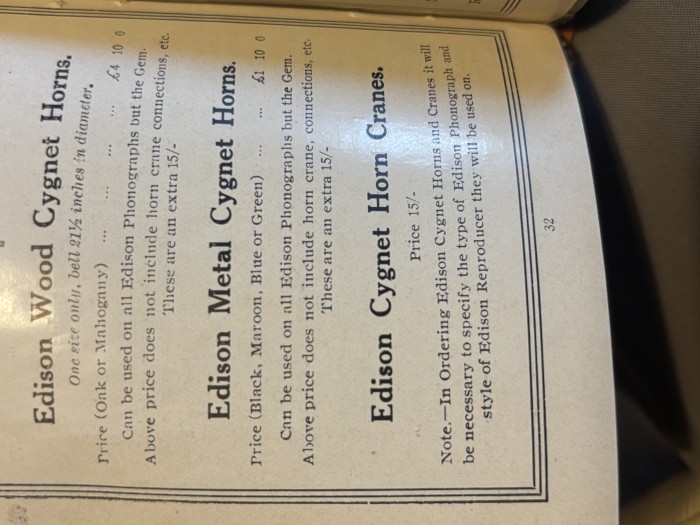 Edison Wood Cygnet Horns.
One size only, bell 21½ inches in diameter.
Price (Oak or Mahogany) ... ... ... ... £4 10 0
Can be used on all Edison Phonographs but the Gem.
Above price does not include horn crane connections, etc.
These are an extra 15/-
Edison Metal Cygnet Horns.
Price (Black, Maroon, Blue or Green) ... ... £1 10 0
Can be used on all Edison Phonographs but the Gem.
Above price does not include horn crane, connections, etc.
These are an extra 15/-
Edison Cygnet Horn Cranes.
Price 15/-
Note.—In Ordering Edison Cygnet Horns and Cranes it will
be necessary to specify the type of Edison Phonograph and
style of Edison Reproducer they will be used on.
32